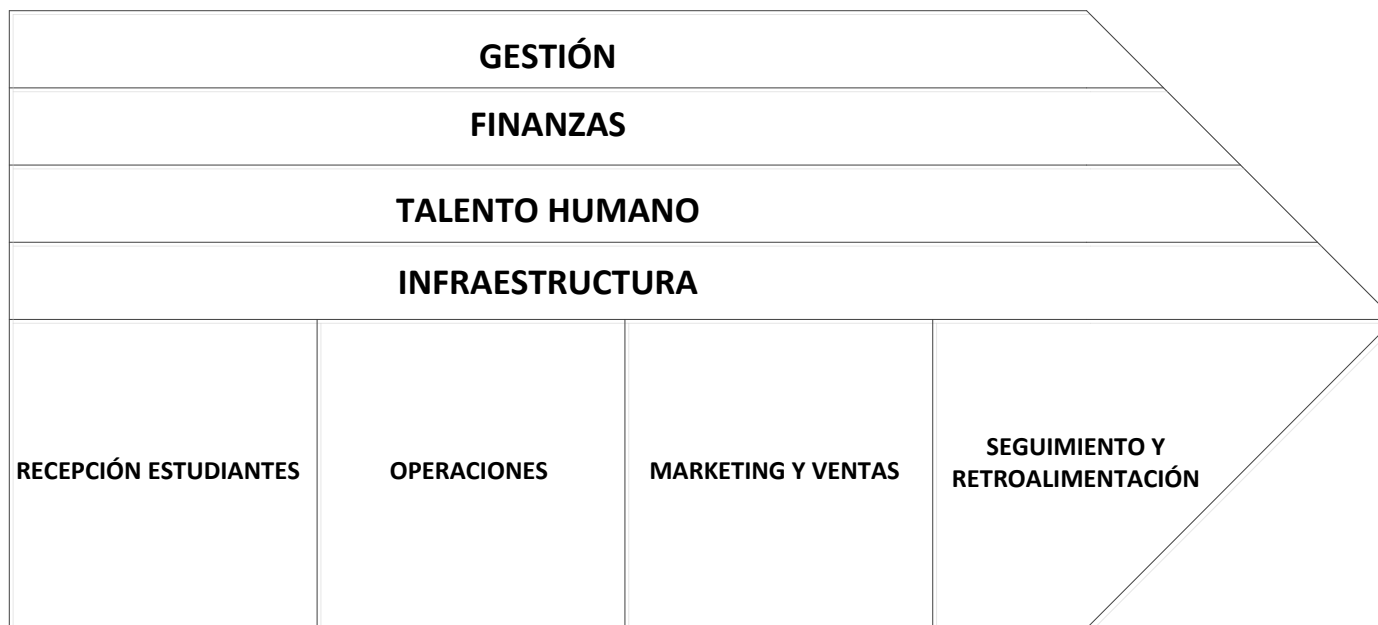 GESTIÓN
FINANZAS
TALENTO HUMANO
INFRAESTRUCTURA
RECEPCIÓN ESTUDIANTES
OPERACIONES
MARKETING Y VENTAS
SEGUIMIENTO Y
RETROALIMENTACIÓN